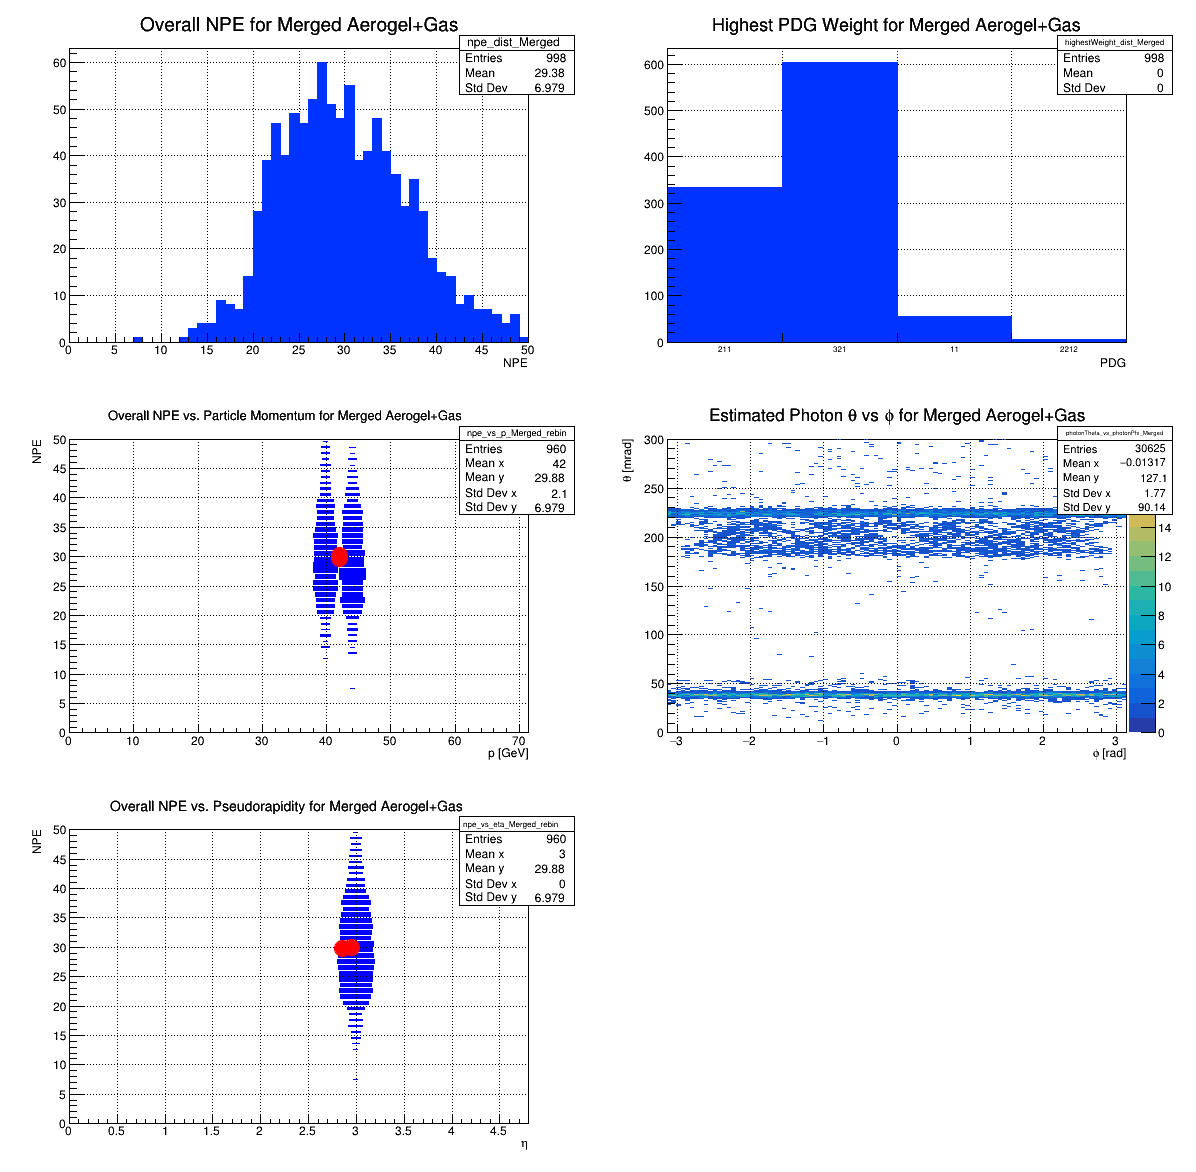 Overall NPE for Merged Aerogel+Gas
npe_dist_Merged
Entries 998
Mean 29.38
Std Dev 6.979
60
50
40
30
20
10
0
0 5 10 15 20 25 30 35 40 45 50
NPE
Highest PDG Weight for Merged Aerogel+Gas
highestWeight_dist_Merged
Entries 998
Mean 0
Std Dev 0
600
500
400
300
200
100
0
211 321 11 2212
PDG
Overall NPE vs. Particle Momentum for Merged Aerogel+Gas
npe_vs_p_Merged_rebin
Entries 960
Mean x 42
Mean y 29.88
Std Dev x 2.1
Std Dev y 6.979
NPE
50
45
40
35
30
25
20
15
10
5
0
0 10 20 30 40 50 60 70
p [GeV]
Estimated Photon θ vs ϕ for Merged Aerogel+Gas
photonTheta_vs_photonPhi_Merged
Entries 30625
Mean x −0.01317
Mean y 127.1
Std Dev x 1.77
Std Dev y 90.14
θ [mrad]
300
250
200
150
100
50
0
−3 −2 −1 0 1 2 3
ϕ [rad]
14
12
10
8
6
4
2
0
Overall NPE vs. Pseudorapidity for Merged Aerogel+Gas
npe_vs_eta_Merged_rebin
Entries 960
Mean x 3
Mean y 29.88
Std Dev x 0
Std Dev y 6.979
NPE
50
45
40
35
30
25
20
15
10
5
0
0 0.5 1 1.5 2 2.5 3 3.5 4 4.5
η